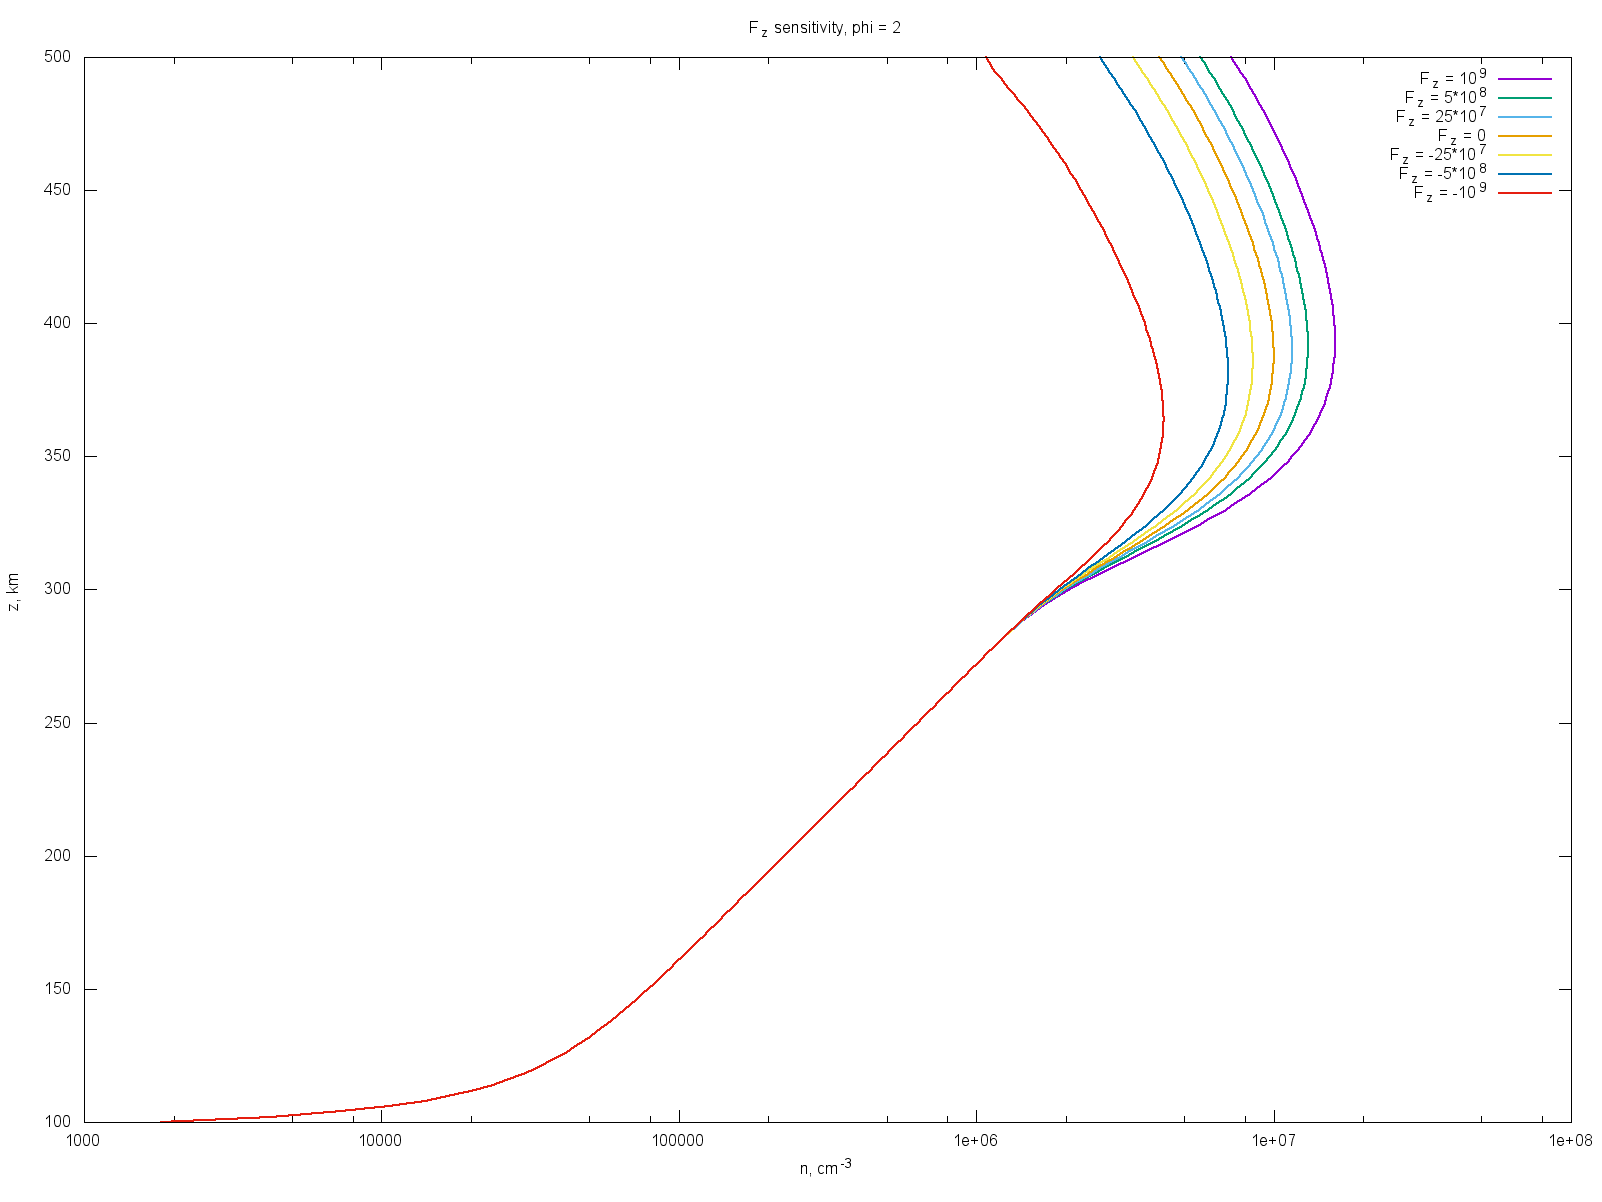 F z sensitivity, phi = 2
500
450
400
350
300
250
200
150
100
z, km
F z = 10 9
F z = 5*10 8
F z = 25*10 7
F z = 0
F z = -25*10 7
F z = -5*10 8
F z = -10 9
1000 10000 100000 1e+06 1e+07 1e+08
n, cm-3